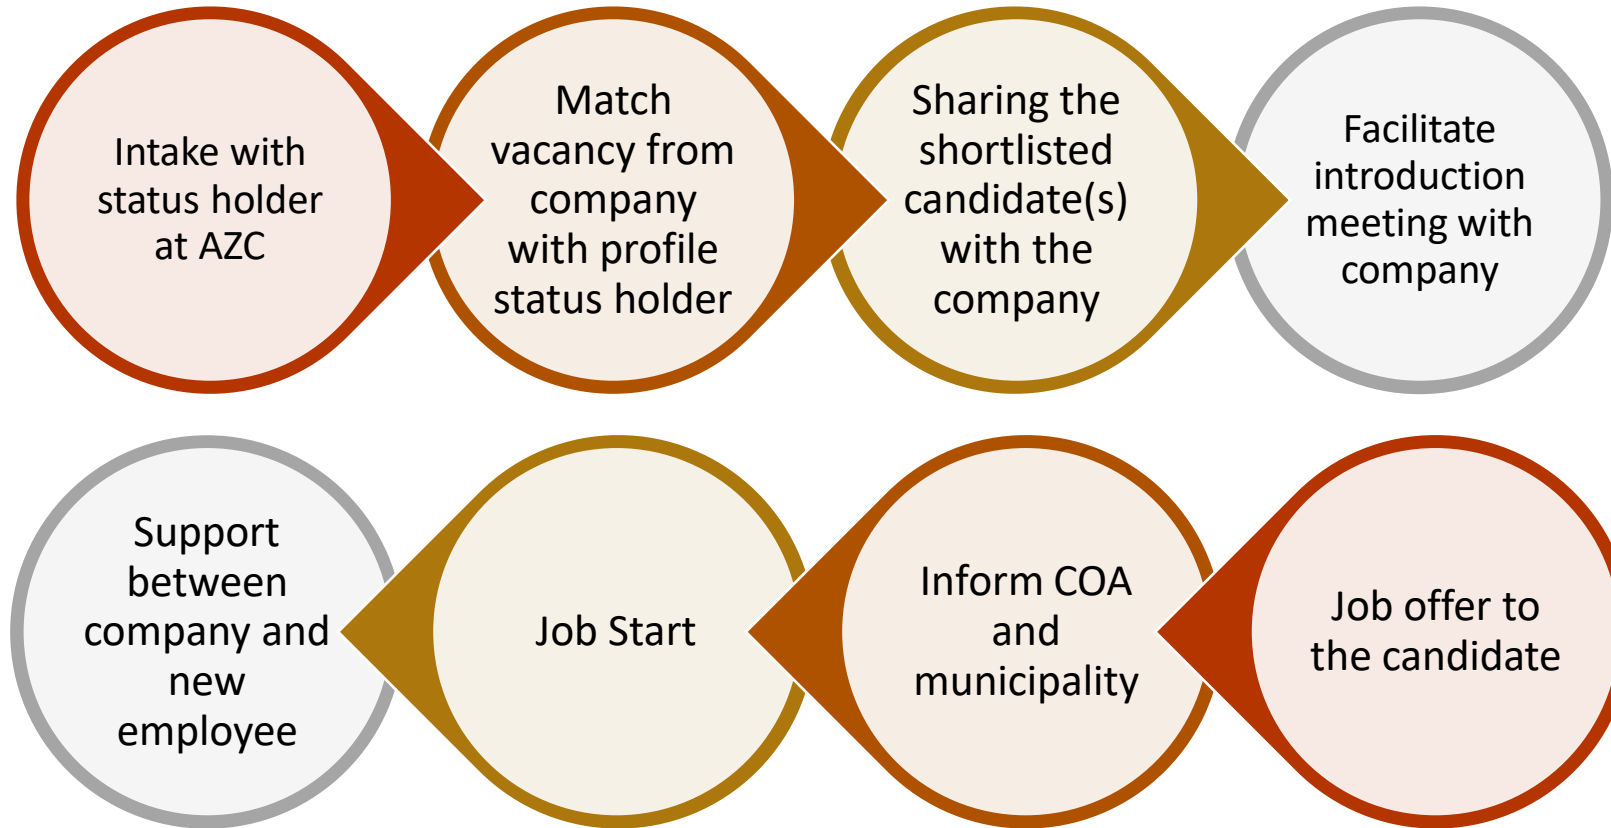 Intake with
status holder
at AZC
Match
vacancy from
company
with profile
status holder
Sharing the
shortlisted
candidate(s)
with the
company
Facilitate
introduction
meeting with
company
Support
between
company and
new
employee
Job Start
Inform COA
and
municipality
Job offer to
the candidate